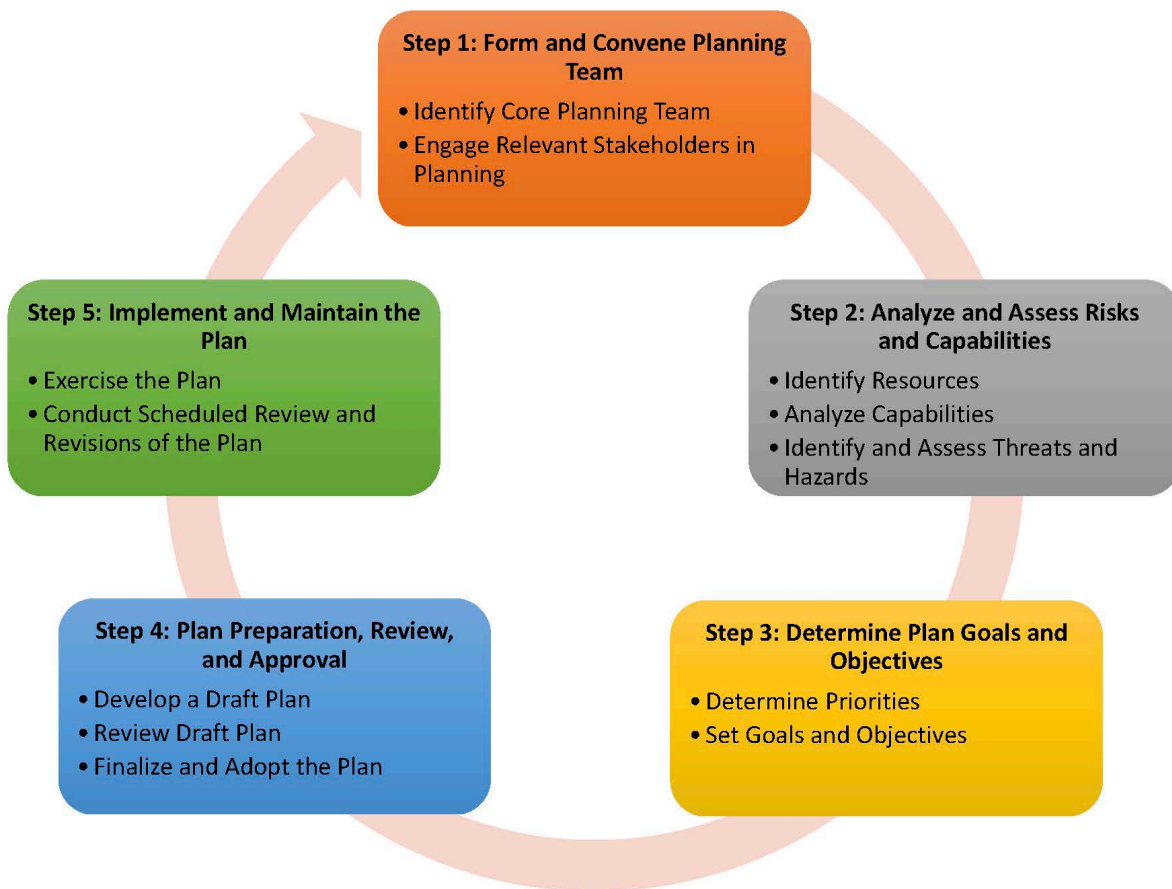 Step 1: Form and Convene Planning
Team
• Identify Core Planning Team
• Engage Relevant Stakeholders in
Planning
Step 2: Analyze and Assess Risks
and Capabilities
• Identify Resources
• Analyze Capabilities
• Identify and Assess Threats and
Hazards
Step 3: Determine Plan Goals and
Objectives
• Determine Priorities
• Set Goals and Objectives
Step 4: Plan Preparation, Review,
and Approval
• Develop a Draft Plan
• Review Draft Plan
• Finalize and Adopt the Plan
Step 5: Implement and Maintain the
Plan
• Exercise the Plan
• Conduct Scheduled Review and
Revisions of the Plan